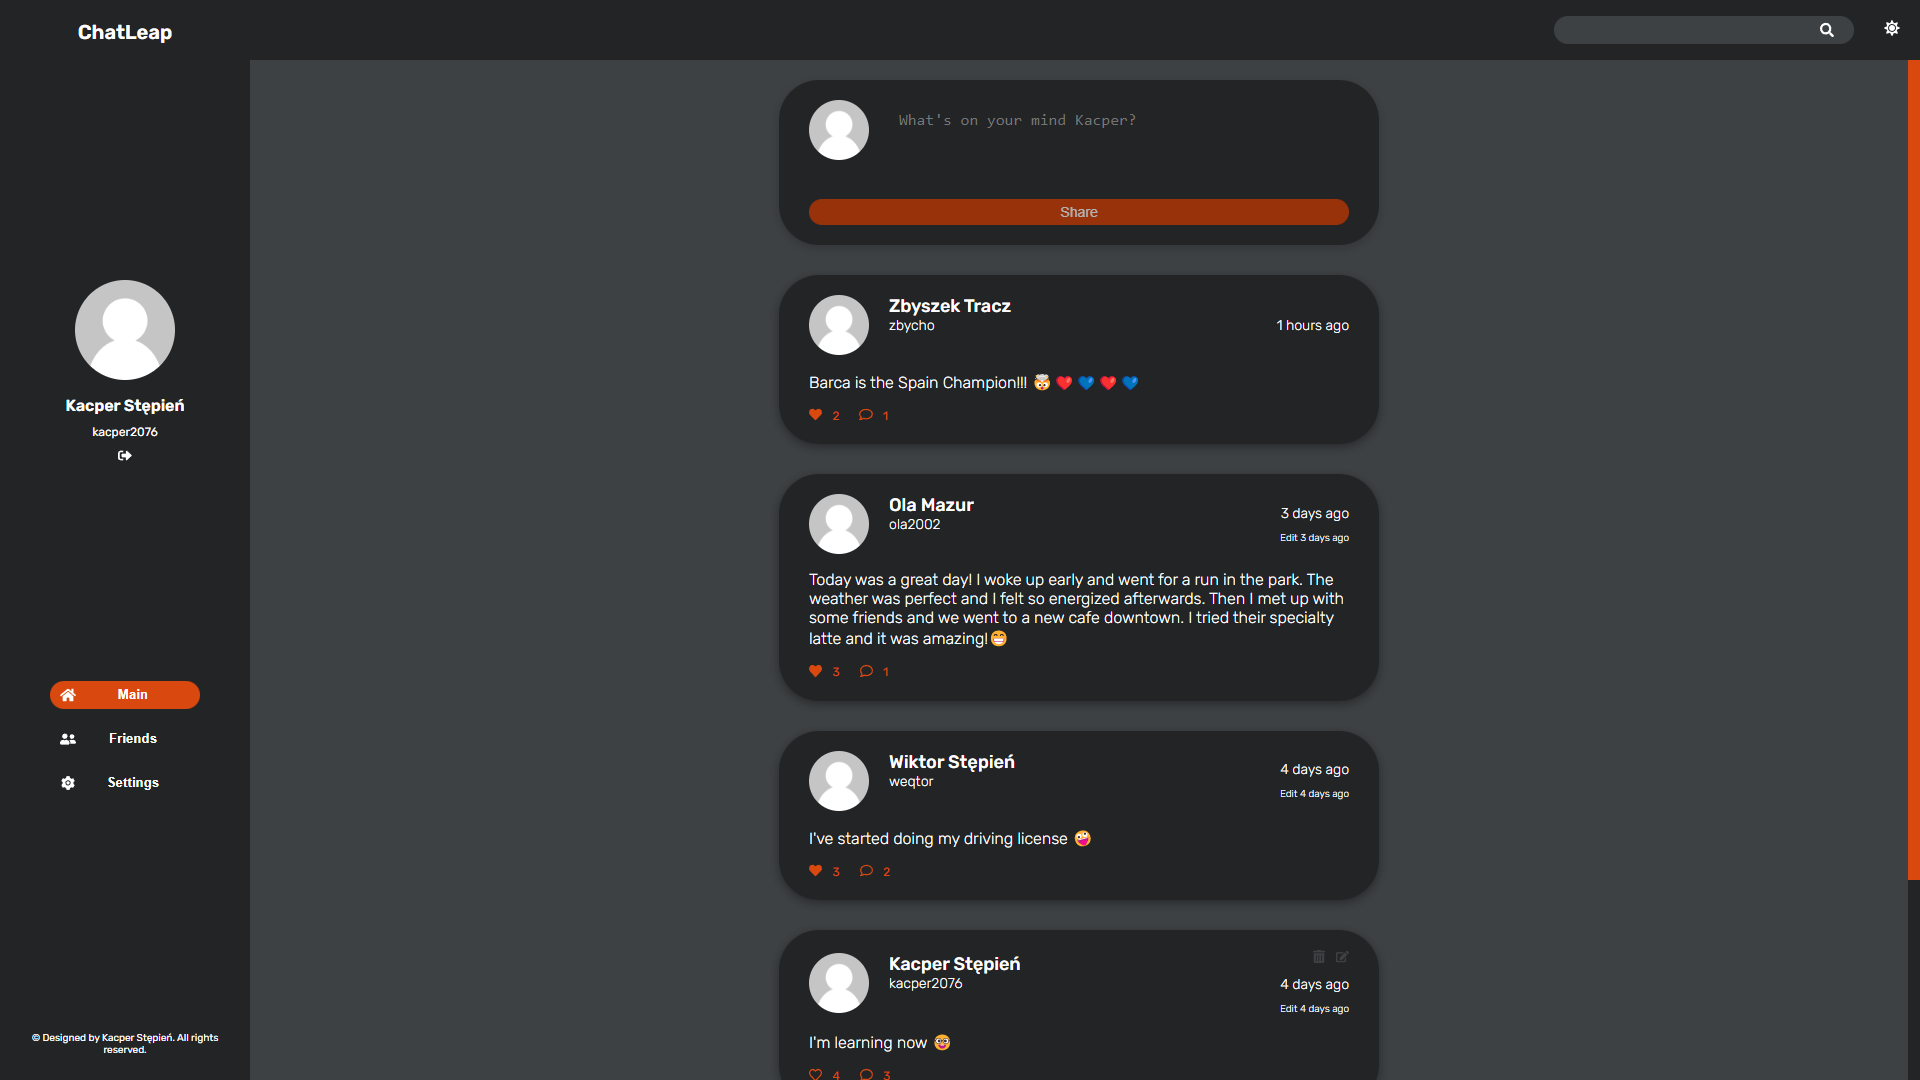 ChatLeap
Kacper Stępień
kacper2076
Main
Friends
Settings
© Designed by Kacper Stępień. All rights
reserved.
What's on your mind Kacper?
Share
Zbyszek Tracz
zbycho
1 hours ago
Barca is the Spain Champion!!! 🤯❤️💙❤️💙
2 1
Ola Mazur
ola2002
3 days ago
Edit 3 days ago
Today was a great day! I woke up early and went for a run in the park. The
weather was perfect and I felt so energized afterwards. Then I met up with
some friends and we went to a new cafe downtown. I tried their specialty
latte and it was amazing!😁
3 1
Wiktor Stępień
weqtor
4 days ago
Edit 4 days ago
I've started doing my driving license 🤪
3 2
Kacper Stępień
kacper2076
4 days ago
Edit 4 days ago
I'm learning now 🤓
4 3